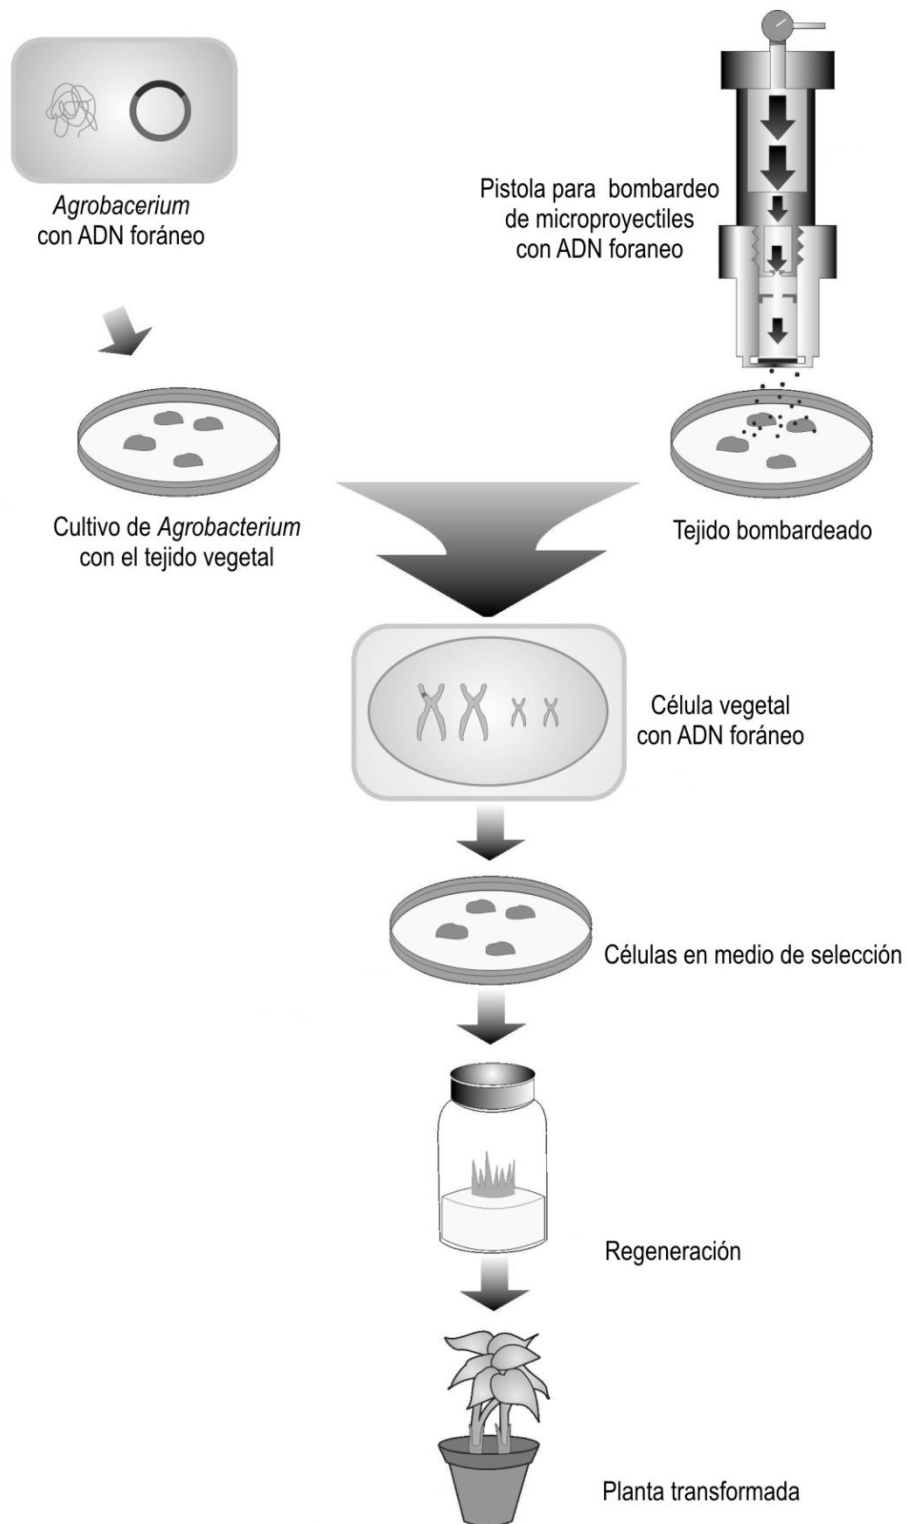 Agrobacerium
con ADN foráneo
Pistola para bombardeo
de microproyectiles
con ADN foraneo
Cultivo de Agrobacterium
con el tejido vegetal
Tejido bombardeado
Célula vegetal
con ADN foráneo
Células en medio de selección
Regeneración
Planta transformada